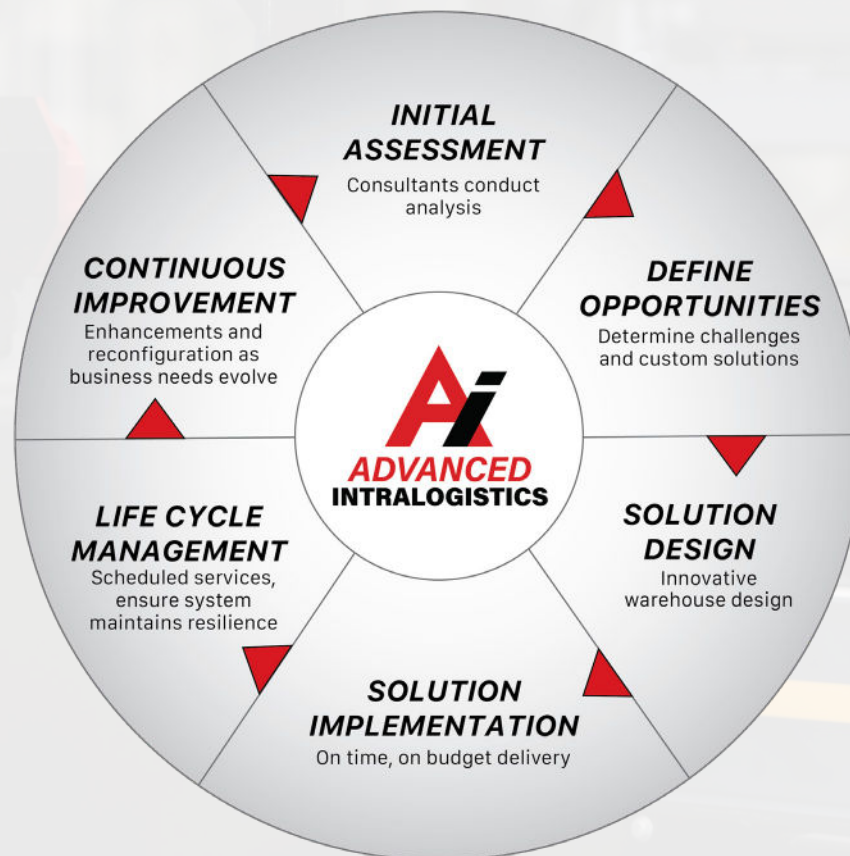 INITIAL
ASSESSMENT
Consultants conduct
analysis
DEFINE
OPPORTUNITIES
Determine challenges
and custom solutions
SOLUTION
DESIGN
Innovative
warehouse design
SOLUTION
IMPLEMENTATION
On time, on budget delivery
LIFE CYCLE
MANAGEMENT
Scheduled services,
ensure system
maintains resilience
CONTINUOUS
IMPROVEMENT
Enhancements and
reconfiguration as
business needs evolve
Ai
ADVANCED
INTRALOGISTICS